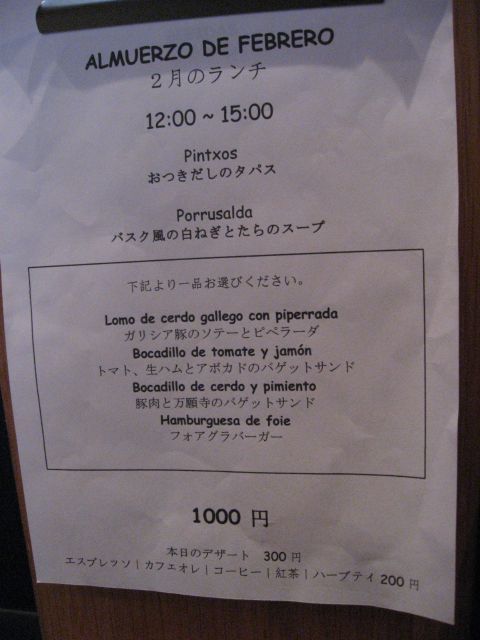 ALMUERZO DE FEBRERO
２月のランチ
12:00 ~ 15:00
Pintxos
おつきだしのタパス
Porrusalda
バスク風の白ねぎとたらのスープ
下記より一品お選びください。
Lomo de cerdo gallego con piperrada
ガリシア豚のソテーとピペラーダ
Bocadillo de tomate y jamón
トマト、生ハムとアボカドのバゲットサンド
Bocadillo de cerdo y pimiento
豚肉と万願寺のバゲットサンド
Hamburguesa de foie
フォアグラバーガー
1000 円
本日のデザート 300 円
エスプレッソ | カフェオレ | コーヒー | 紅茶 | ハーブティ 200 円